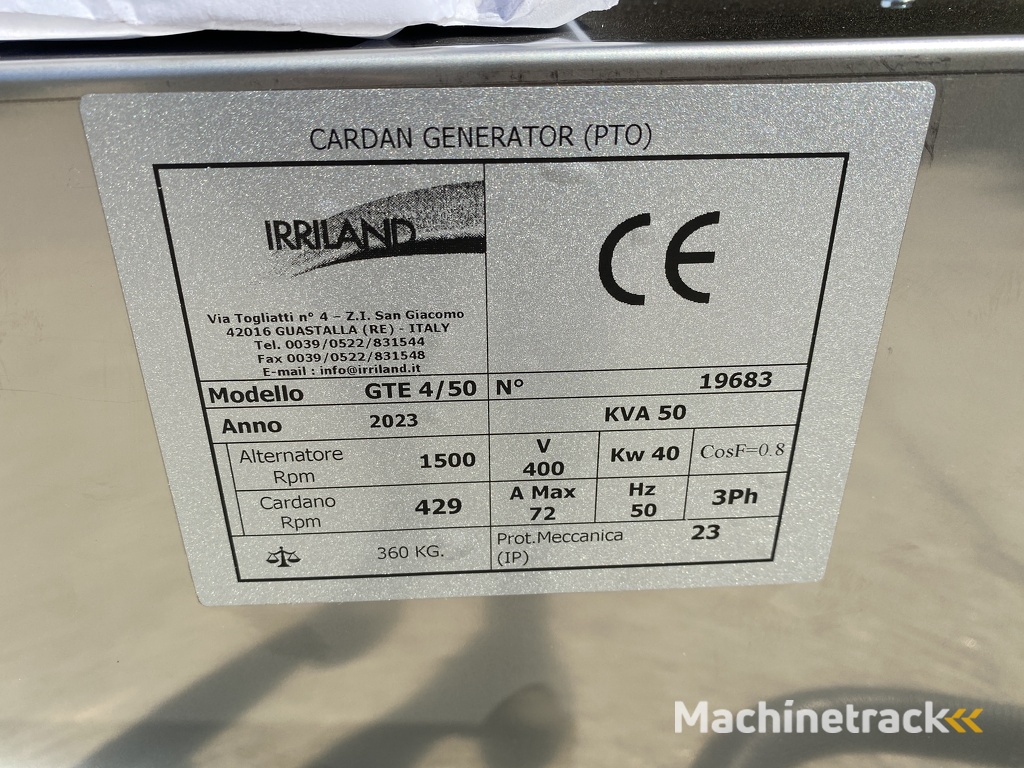 CARDAN GENERATOR (PTO)
IRRILAND
CE
Via Togliatti n° 4 – Z.I. San Giacomo
42016 GUASTALLA (RE) - ITALY
Tel. 0039/0522/831544
Fax 0039/0522/831548
E-mail : info@irriland.it
Modello GTE 4/50 N° 19683
Anno 2023 KVA 50
Alternatore Rpm 1500 V 400 Kw 40 CosF=0.8
Cardano Rpm 429 A Max 72 Hz 50 3Ph
360 KG. Prot.Meccanica (IP) 23
Machinetrack